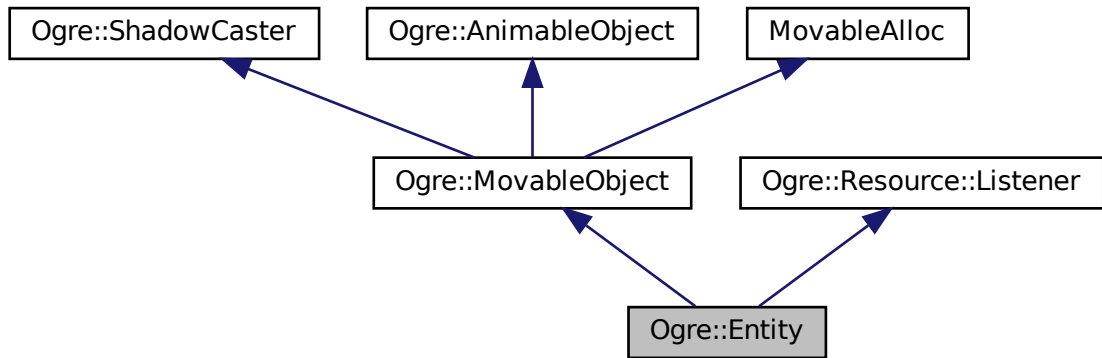 Ogre::ShadowCaster
Ogre::AnimableObject
MovableAlloc
Ogre::MovableObject
Ogre::Resource::Listener
Ogre::Entity